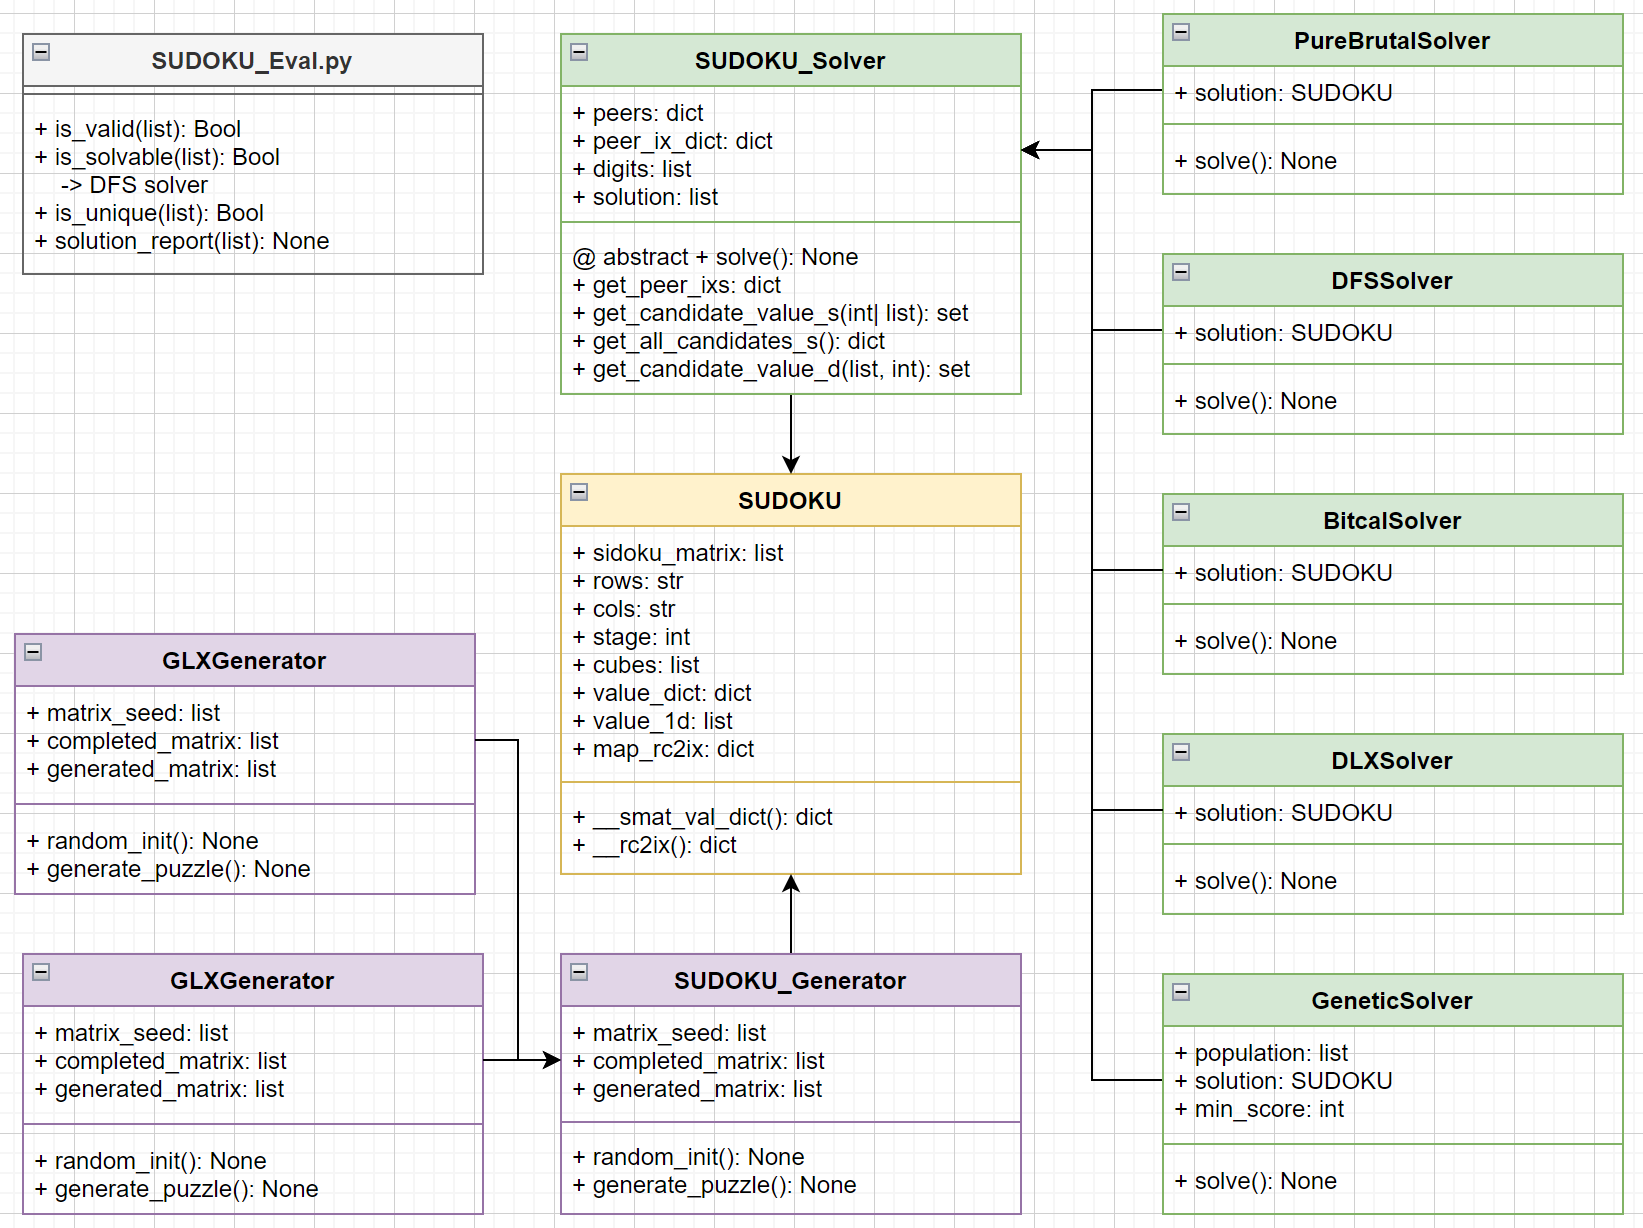 SUDOKU_Eval.py
+ is_valid(list): Bool
+ is_solvable(list): Bool
-> DFS solver
+ is_unique(list): Bool
+ solution_report(list): None
SUDOKU_Solver
+ peers: dict
+ peer_ix_dict: dict
+ digits: list
+ solution: list
@ abstract + solve(): None
+ get_peer_ixs: dict
+ get_candidate_value_s(int| list): set
+ get_all_candidates_s(): dict
+ get_candidate_value_d(list, int): set
PureBrutalSolver
+ solution: SUDOKU
+ solve(): None
DFSSolver
+ solution: SUDOKU
+ solve(): None
BitcalSolver
+ solution: SUDOKU
+ solve(): None
DLXSolver
+ solution: SUDOKU
+ solve(): None
GeneticSolver
+ population: list
+ solution: SUDOKU
+ min_score: int
+ solve(): None
SUDOKU
+ sidoku_matrix: list
+ rows: str
+ cols: str
+ stage: int
+ cubes: list
+ value_dict: dict
+ value_1d: list
+ map_rc2ix: dict
+ __smat_val_dict(): dict
+ __rc2ix(): dict
GLXGenerator
+ matrix_seed: list
+ completed_matrix: list
+ generated_matrix: list
+ random_init(): None
+ generate_puzzle(): None
GLXGenerator
+ matrix_seed: list
+ completed_matrix: list
+ generated_matrix: list
+ random_init(): None
+ generate_puzzle(): None
SUDOKU_Generator
+ matrix_seed: list
+ completed_matrix: list
+ generated_matrix: list
+ random_init(): None
+ generate_puzzle(): None